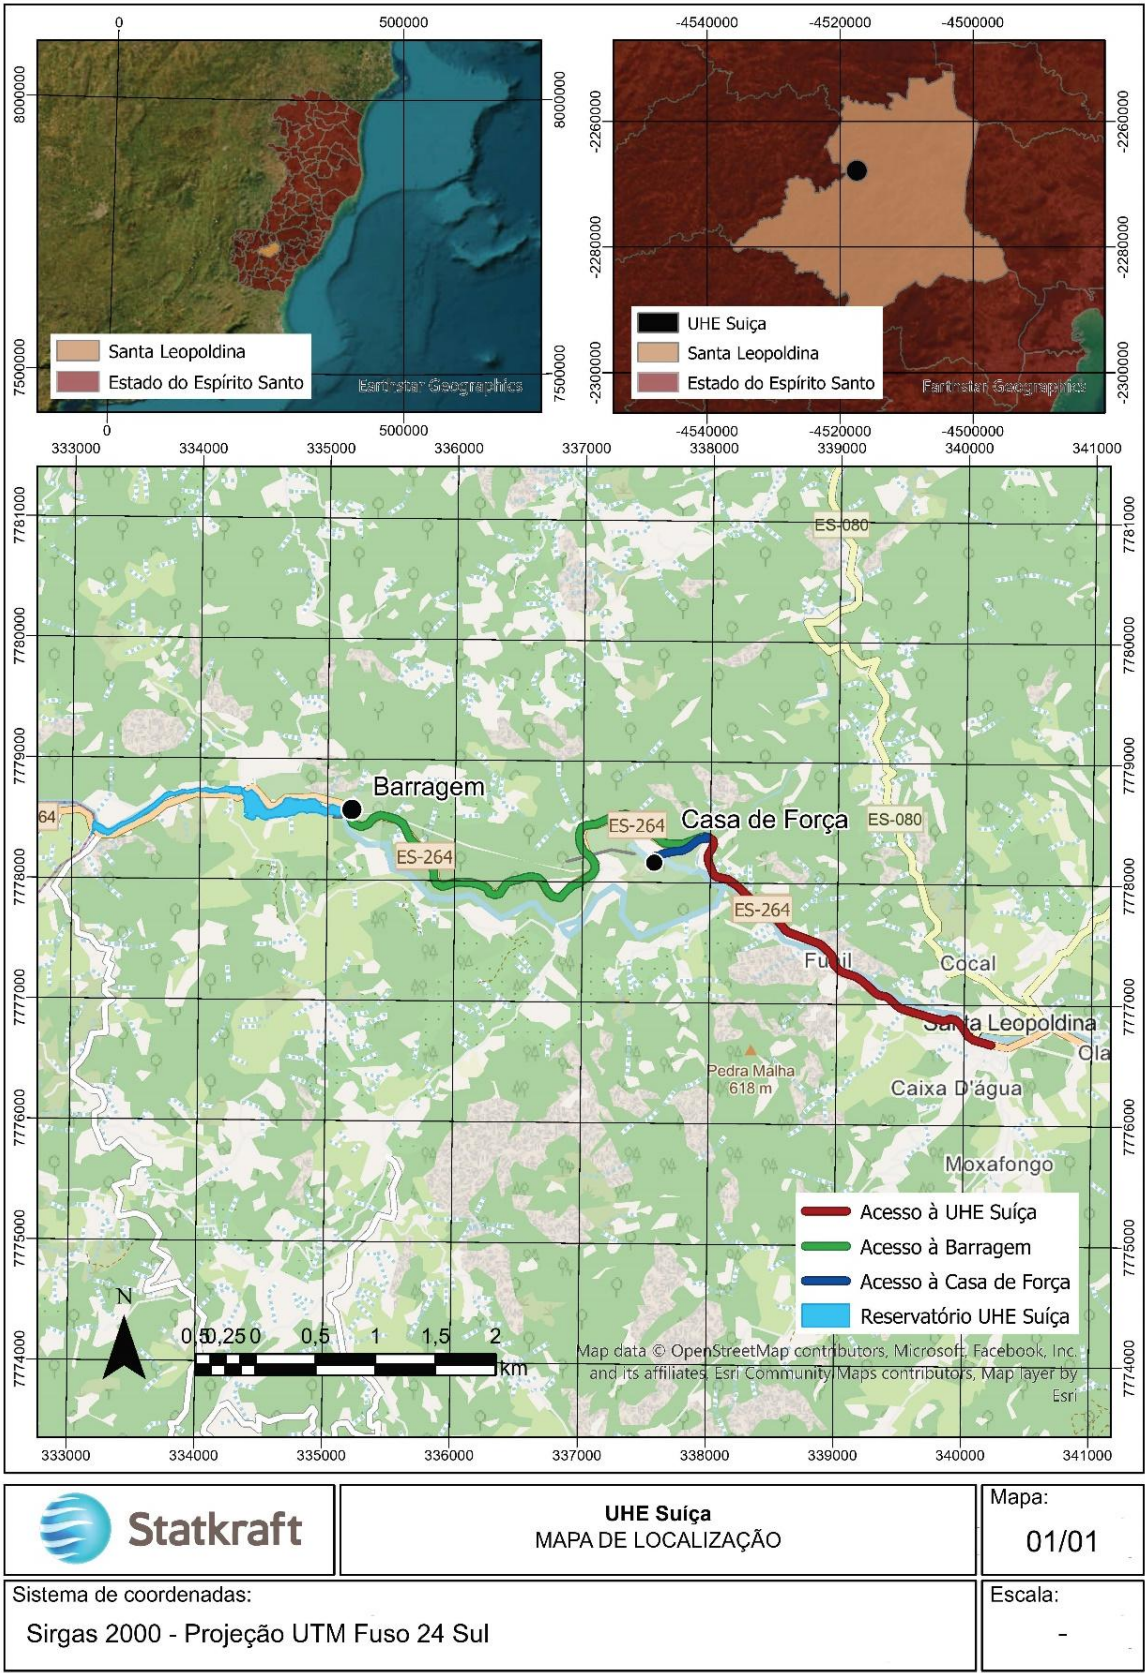 0
500000
-4540000
-4520000
-4500000
8000000
8000000
-2260000
-2260000
-2280000
-2280000
7500000
7500000
-2300000
-2300000
Santa Leopoldina
Estado do Espírito Santo
Earthstar Geographics
UHE Suiça
Santa Leopoldina
Estado do Espírito Santo
Earthstar Geographics
0
500000
-4540000
-4520000
-4500000
333000
334000
335000
336000
337000
338000
339000
340000
341000
7781000
7781000
ES-080
7780000
7780000
7779000
7779000
Barragem
64
ES-264
Casa de Força
ES-080
ES-264
7778000
7778000
ES-264
Funil
Cocal
7777000
7777000
Santa Leopoldina
Ola
Pedra Malha
618 m
Caixa D'água
7776000
7776000
Moxafongo
Acesso à UHE Suíça
Acesso à Barragem
Acesso à Casa de Força
Reservatório UHE Suíça
7775000
7775000
N
0,5
0,25
0
0,5
1
1,5
2
km
7774000
7774000
Map data © OpenStreetMap contributors, Microsoft, Facebook, Inc.
and its affiliates, Esri Community Maps contributors, Map layer by
Esri
333000
334000
335000
336000
337000
338000
339000
340000
341000
Statkraft
UHE Suíça
MAPA DE LOCALIZAÇÃO
Mapa:
01/01
Sistema de coordenadas:
Sirgas 2000 - Projeção UTM Fuso 24 Sul
Escala:
-